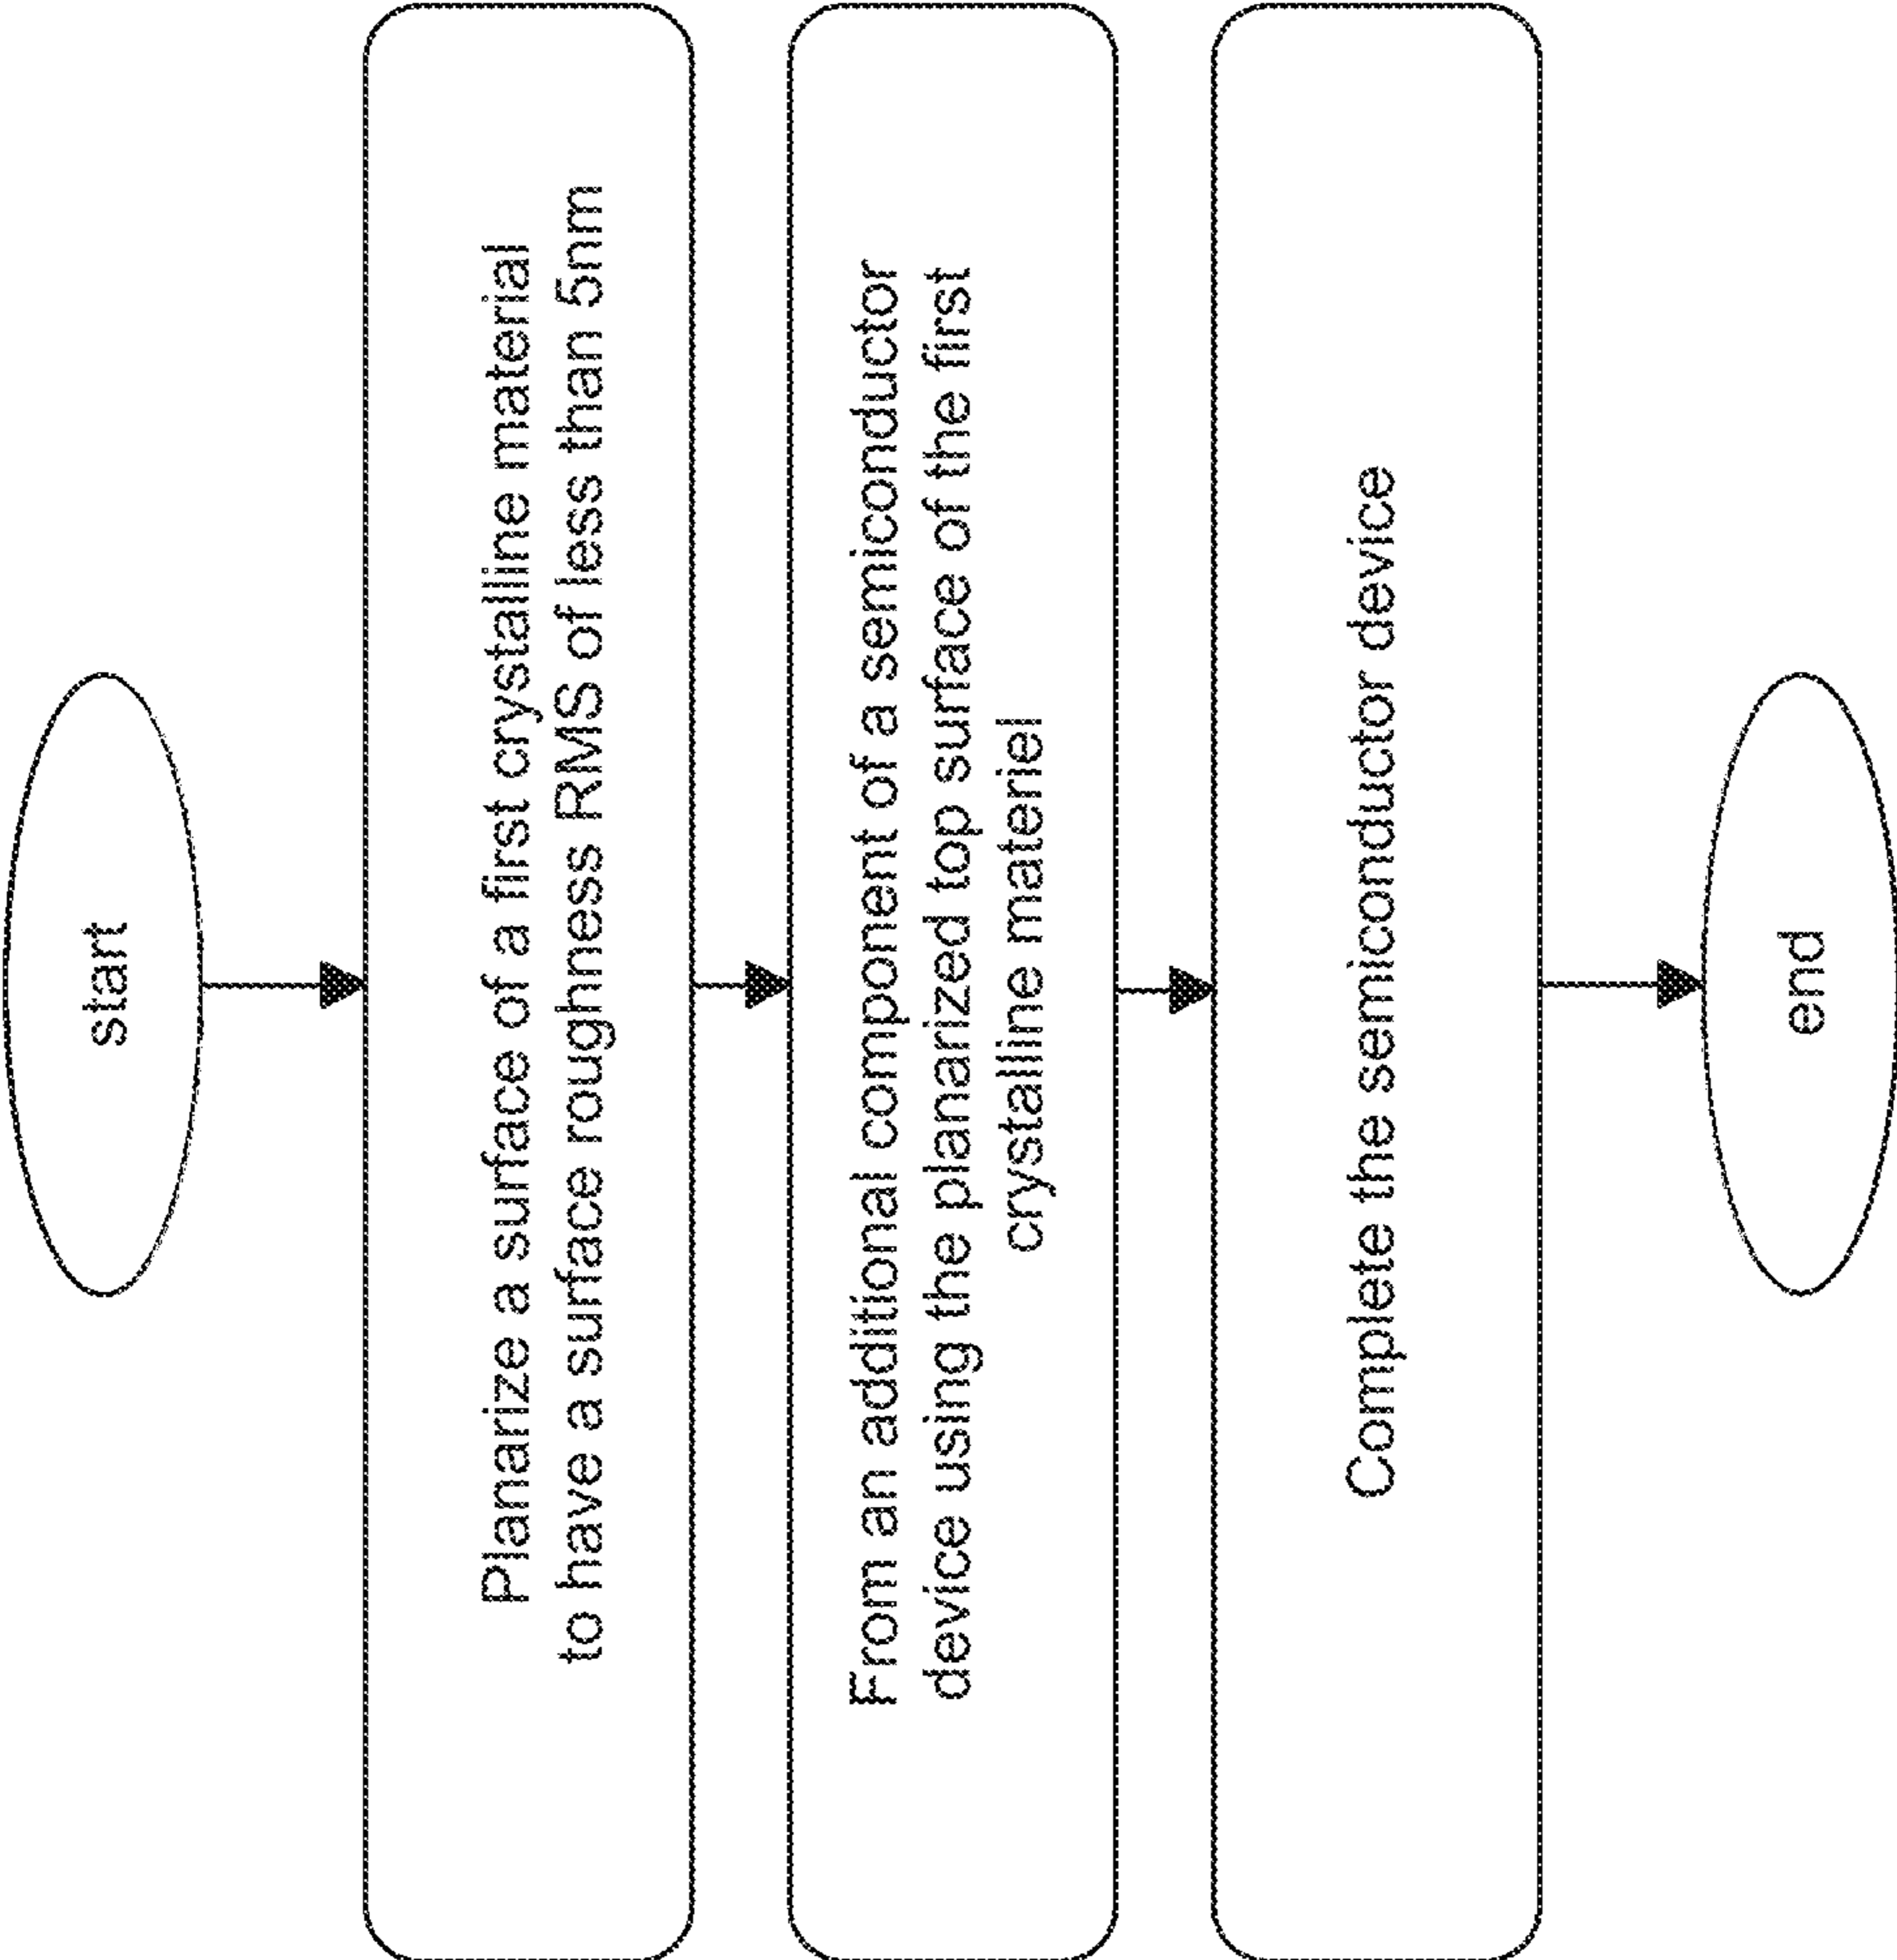 start
Planarize a surface of a first crystalline material
to have a surface roughness RMS of less than 5nm
From an additional component of a semiconductor
device using the planarized top surface of the first
crystalline materiel
Complete the semiconductor device
end